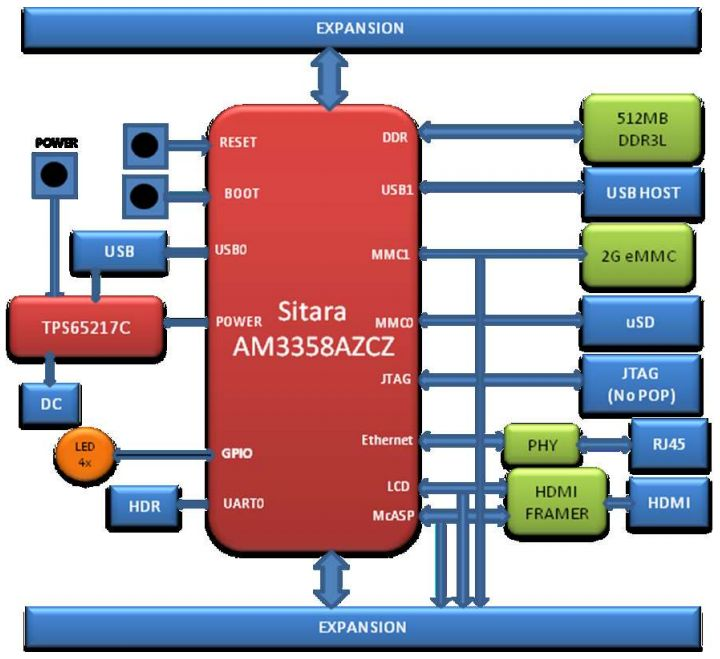 EXPANSION
POWER
RESET
BOOT
USB
USB0
TPS65217C
POWER
DC
LED
4x
GPIO
HDR
UART0
Sitara
AM3358AZCZ
DDR
512MB
DDR3L
USB1
USB HOST
MMC1
2G eMMC
MMC0
uSD
JTAG
JTAG
(No POP)
Ethernet
PHY
RJ45
LCD
McASP
HDMI
FRAMER
HDMI
EXPANSION